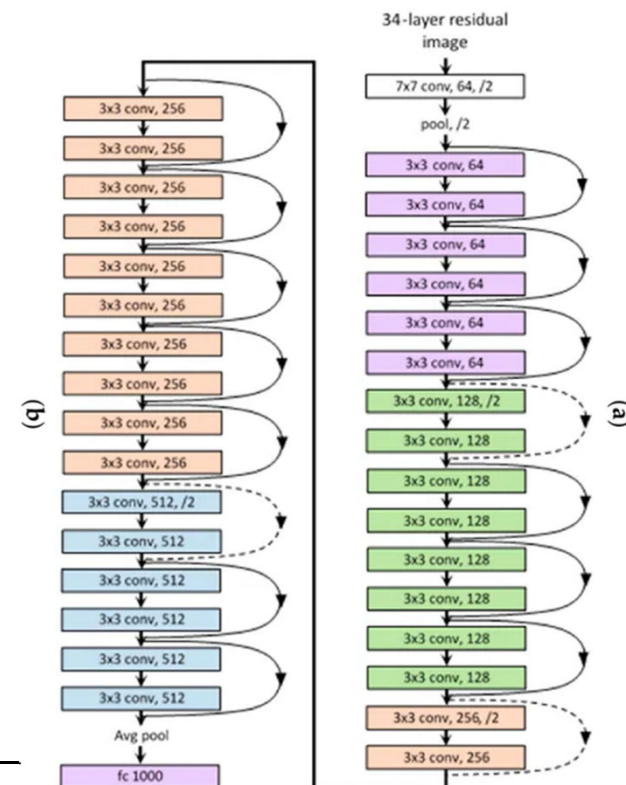 34-layer residual
image
7x7 conv, 64, /2
pool, /2
3x3 conv, 64
3x3 conv, 64
3x3 conv, 64
3x3 conv, 64
3x3 conv, 64
3x3 conv, 64
3x3 conv, 128, /2
3x3 conv, 128
3x3 conv, 128
3x3 conv, 128
3x3 conv, 128
3x3 conv, 128
3x3 conv, 128
3x3 conv, 128
3x3 conv, 256, /2
3x3 conv, 256
(a)
3x3 conv, 256
3x3 conv, 256
3x3 conv, 256
3x3 conv, 256
3x3 conv, 256
3x3 conv, 256
3x3 conv, 256
3x3 conv, 256
3x3 conv, 256
3x3 conv, 256
3x3 conv, 512, /2
3x3 conv, 512
3x3 conv, 512
3x3 conv, 512
3x3 conv, 512
3x3 conv, 512
Avg pool
fc 1000
(b)